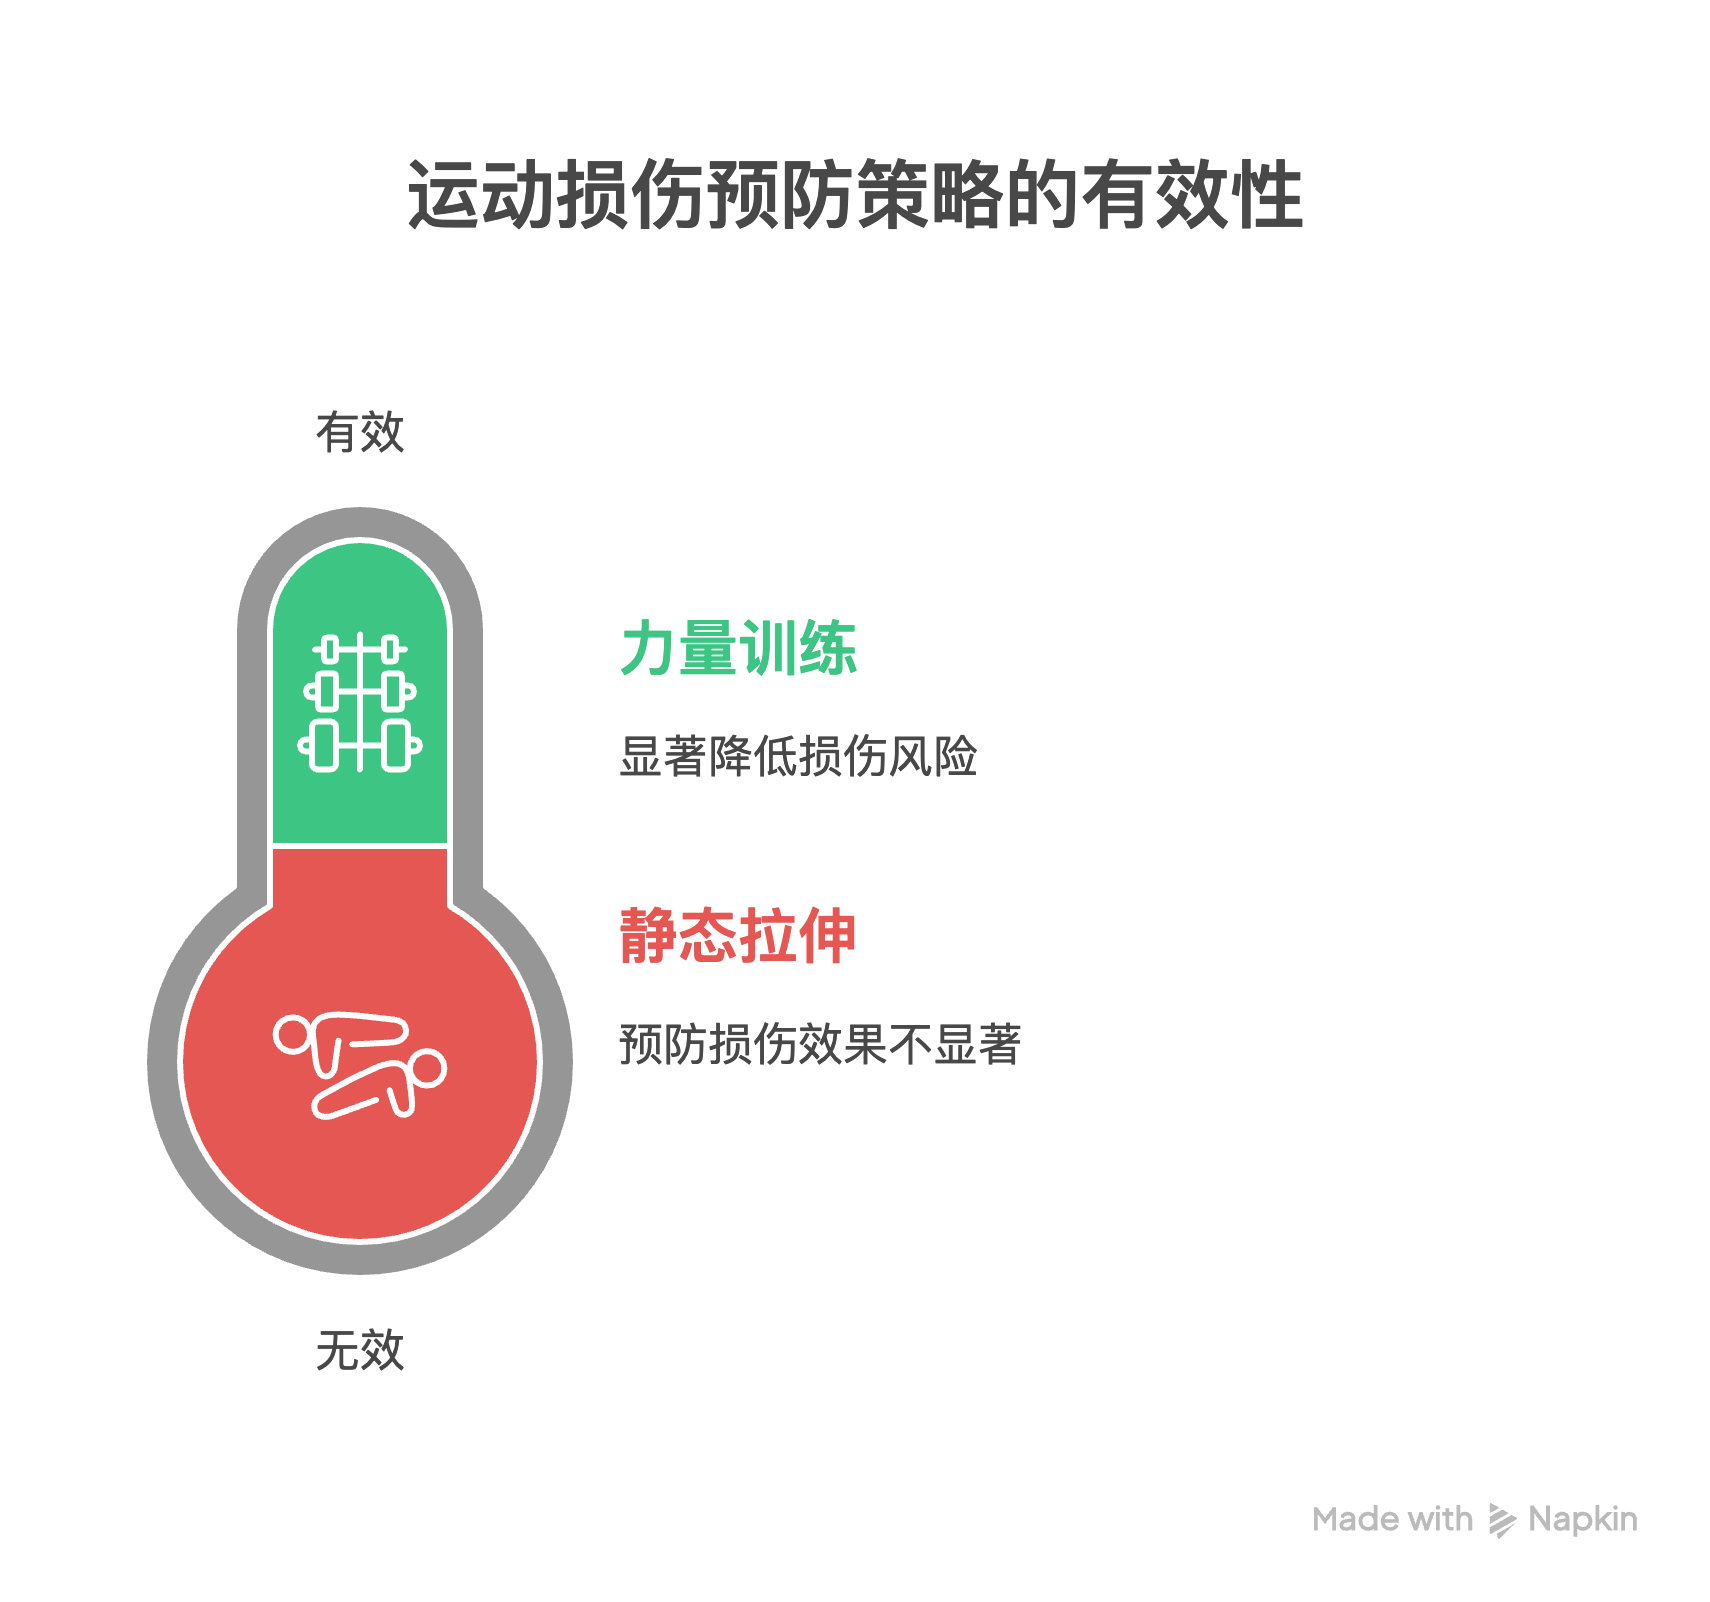 运动损伤预防策略的有效性
有效
力量训练
显著降低损伤风险
静态拉伸
预防损伤效果不显著
无效
Made with Napkin